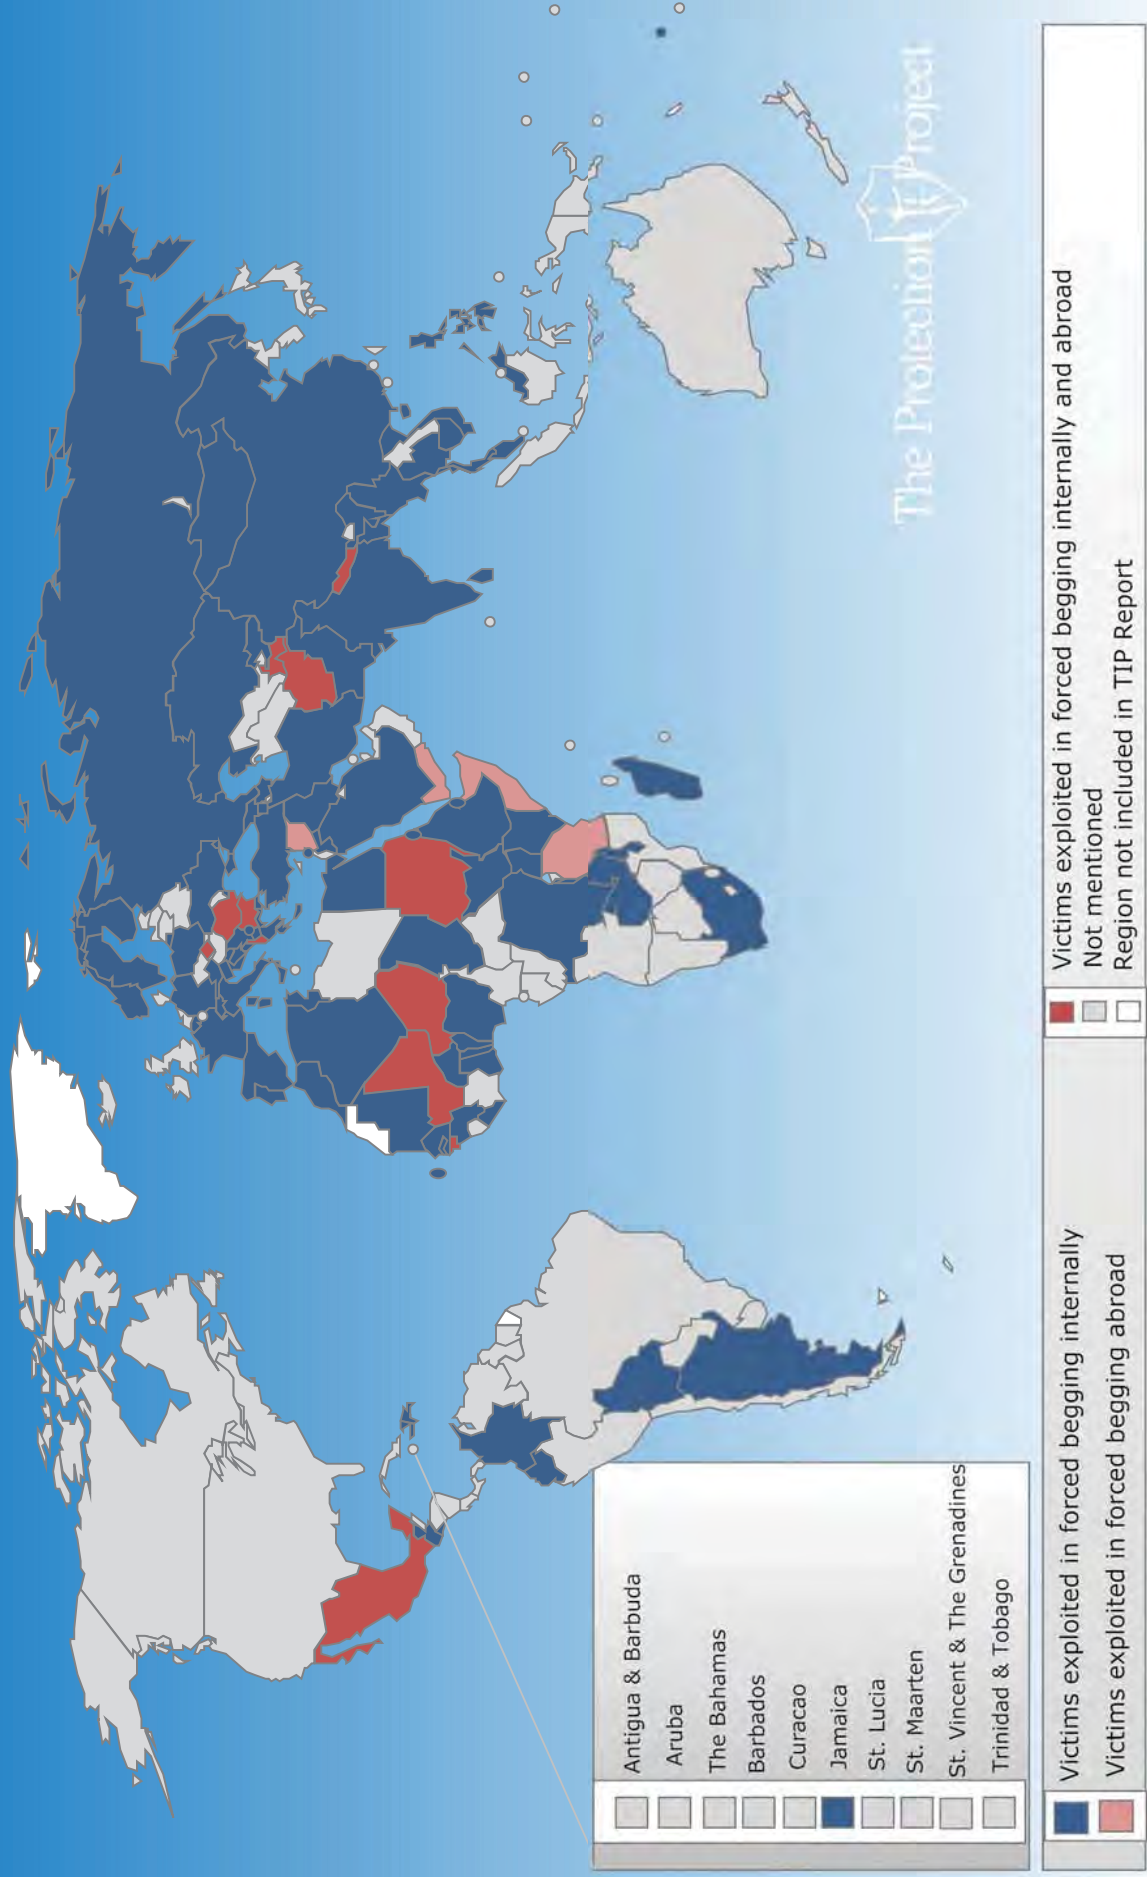 The Protection Project
Antigua & Barbuda
Aruba
The Bahamas
Barbados
Curacao
Jamaica
St. Lucia
St. Maarten
St. Vincent & The Grenadines
Trinidad & Tobago
Victims exploited in forced begging internally
Victims exploited in forced begging abroad
Victims exploited in forced begging internally and abroad
Not mentioned
Region not included in TIP Report